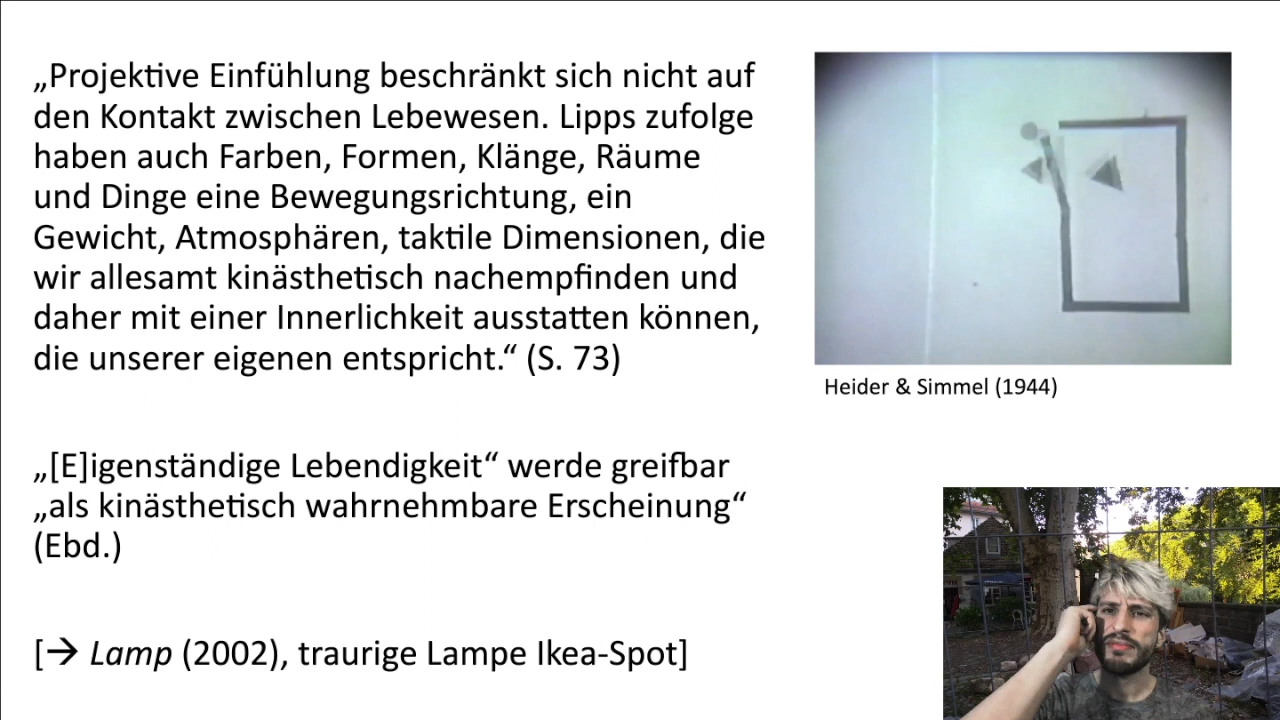 „Projektive Einfühlung beschränkt sich nicht auf
den Kontakt zwischen Lebewesen. Lipps zufolge
haben auch Farben, Formen, Klänge, Räume
und Dinge eine Bewegungsrichtung, ein
Gewicht, Atmosphären, taktile Dimensionen, die
wir allesamt kinästhetisch nachempfinden und
daher mit einer Innerlichkeit ausstatten können,
die unserer eigenen entspricht.“ (S. 73)
Heider & Simmel (1944)
„[E]igenständige Lebendigkeit“ werde greifbar
„als kinästhetisch wahrnehmbare Erscheinung“
(Ebd.)
[→ Lamp (2002), traurige Lampe Ikea-Spot]